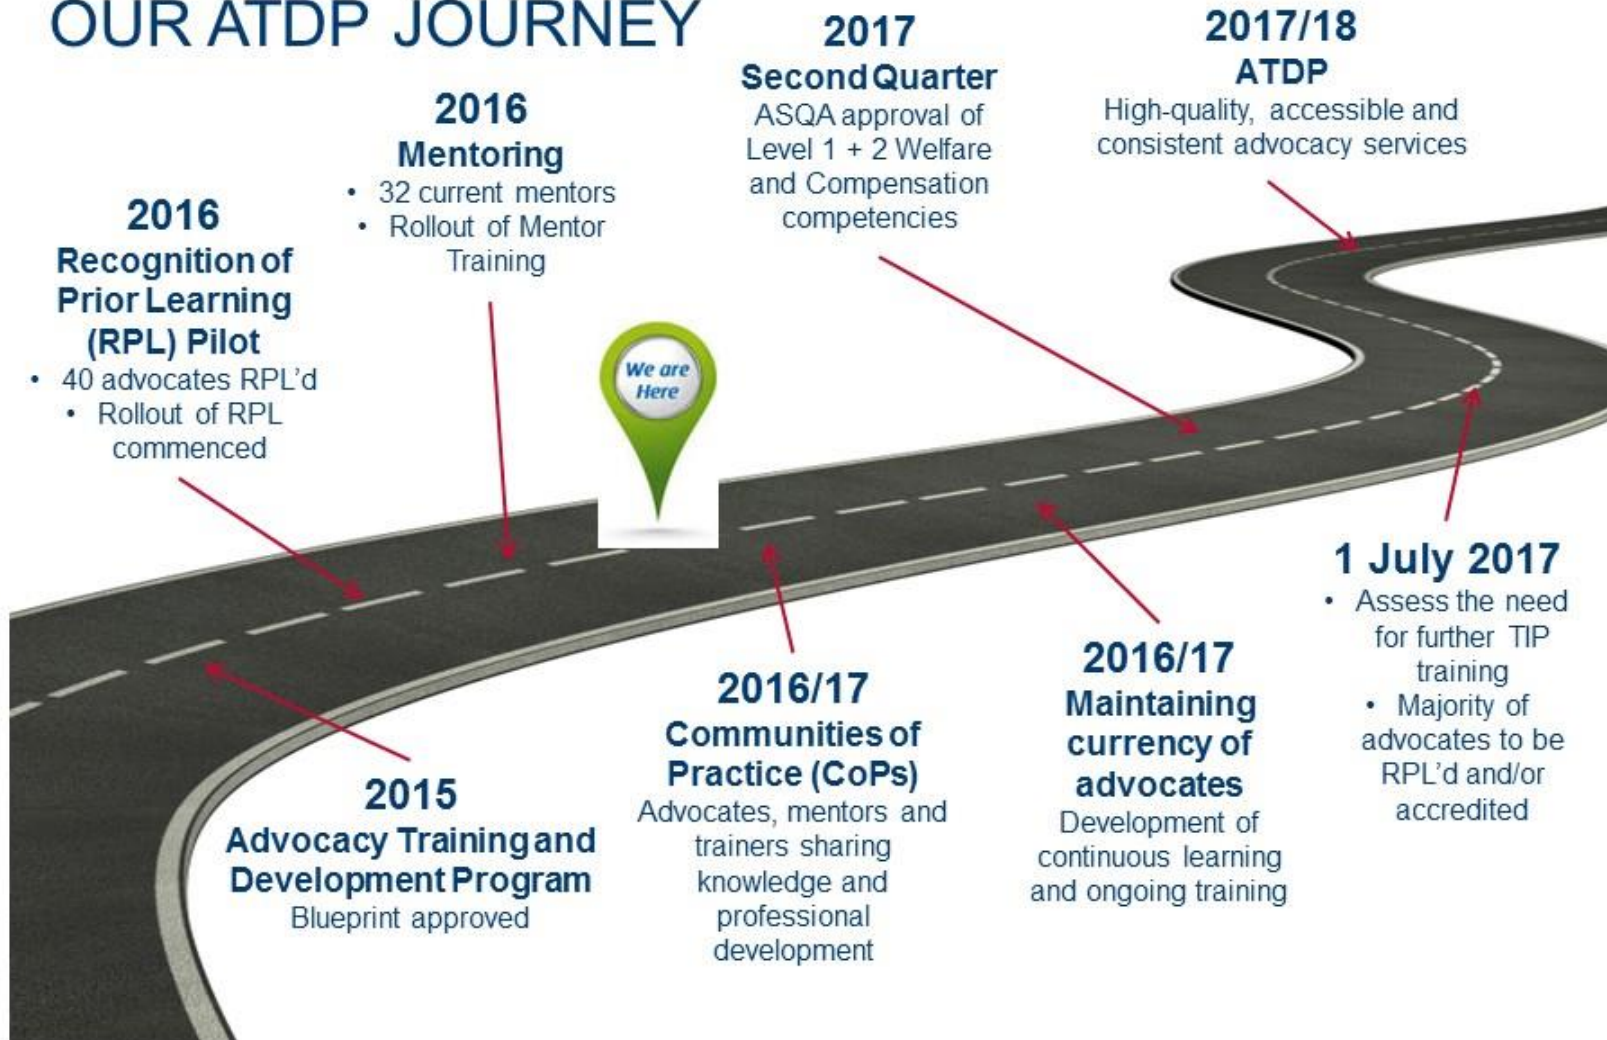 OUR ATDP JOURNEY
2016
Recognition of
Prior Learning
(RPL) Pilot
• 40 advocates RPL'd
• Rollout of RPL
commenced
2016
Mentoring
• 32 current mentors
• Rollout of Mentor
Training
We are
Here
2017
Second Quarter
ASQA approval of
Level 1 + 2 Welfare
and Compensation
competencies
2017/18
ATDP
High-quality, accessible and
consistent advocacy services
2015
Advocacy Training and
Development Program
Blueprint approved
2016/17
Communities of
Practice (CoPs)
Advocates, mentors and
trainers sharing
knowledge and
professional
development
2016/17
Maintaining
currency of
advocates
Development of
continuous learning
and ongoing training
1 July 2017
• Assess the need
for further TIP
training
• Majority of
advocates to be
RPL'd and/or
accredited